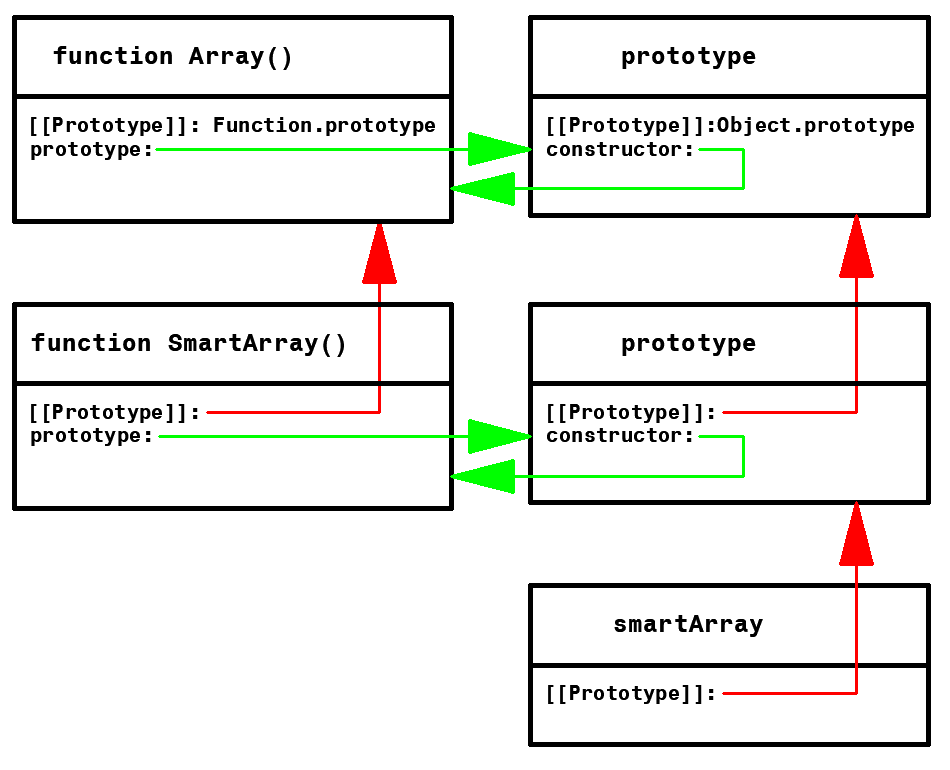 function Array()
[[Prototype]]: Function.prototype
prototype:
prototype
[[Prototype]]:Object.prototype
constructor:
function SmartArray()
[[Prototype]]:
prototype:
prototype
[[Prototype]]:
constructor:
smartArray
[[Prototype]]: